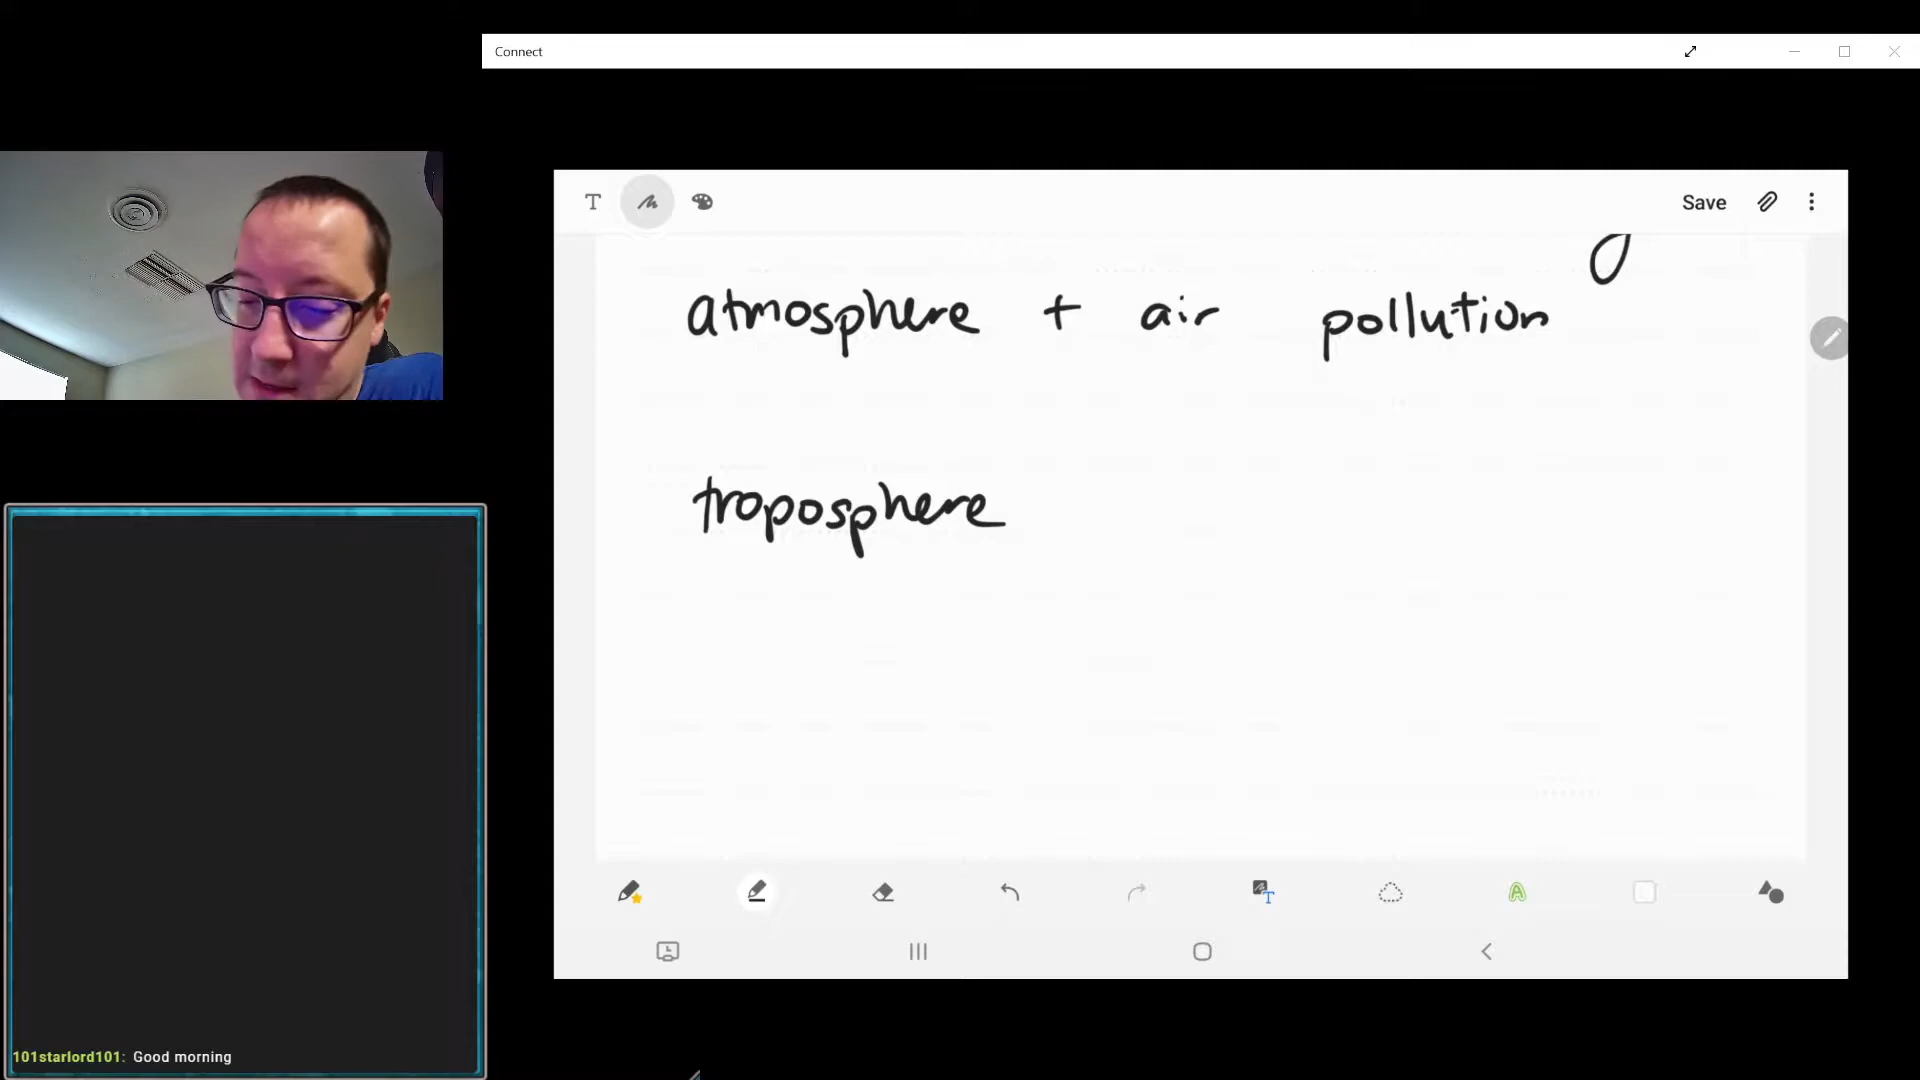 Connect
T Save
atmosphere + air pollution
troposphere
101starlord101: Good morning